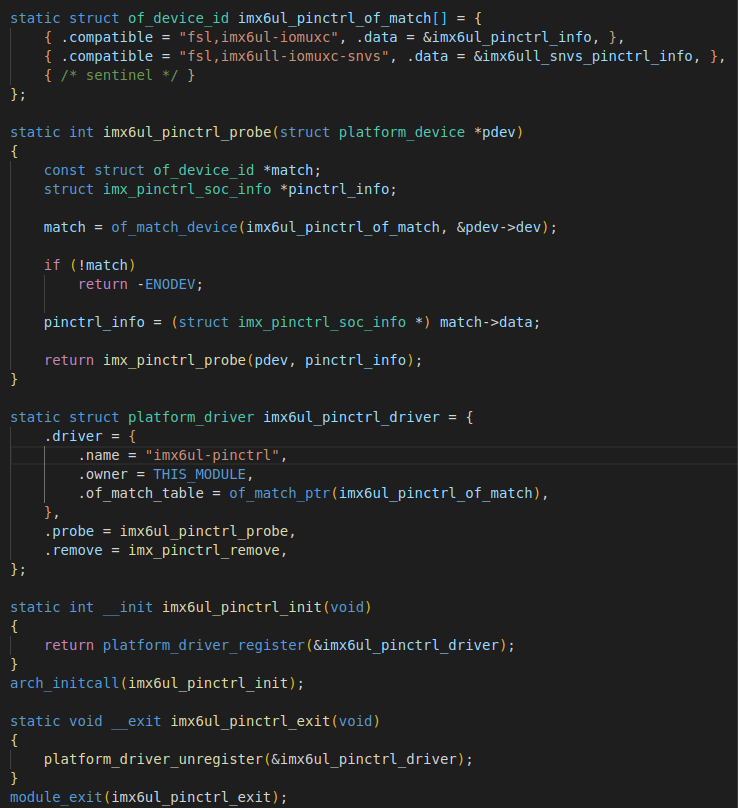 static struct of_device_id imx6ul_pinctrl_of_match[] = {
    { .compatible = "fsl,imx6ul-iomuxc", .data = &imx6ul_pinctrl_info, },
    { .compatible = "fsl,imx6ull-iomuxc-snvs", .data = &imx6ull_snvs_pinctrl_info, },
    { /* sentinel */ }
};

static int imx6ul_pinctrl_probe(struct platform_device *pdev)
{
    const struct of_device_id *match;
    struct imx_pinctrl_soc_info *pinctrl_info;

    match = of_match_device(imx6ul_pinctrl_of_match, &pdev->dev);

    if (!match)
        return -ENODEV;

    pinctrl_info = (struct imx_pinctrl_soc_info *) match->data;

    return imx_pinctrl_probe(pdev, pinctrl_info);
}

static struct platform_driver imx6ul_pinctrl_driver = {
    .driver = {
        .name = "imx6ul-pinctrl",
        .owner = THIS_MODULE,
        .of_match_table = of_match_ptr(imx6ul_pinctrl_of_match),
    },
    .probe = imx6ul_pinctrl_probe,
    .remove = imx_pinctrl_remove,
};

static int __init imx6ul_pinctrl_init(void)
{
    return platform_driver_register(&imx6ul_pinctrl_driver);
}
arch_initcall(imx6ul_pinctrl_init);

static void __exit imx6ul_pinctrl_exit(void)
{
    platform_driver_unregister(&imx6ul_pinctrl_driver);
}
module_exit(imx6ul_pinctrl_exit);